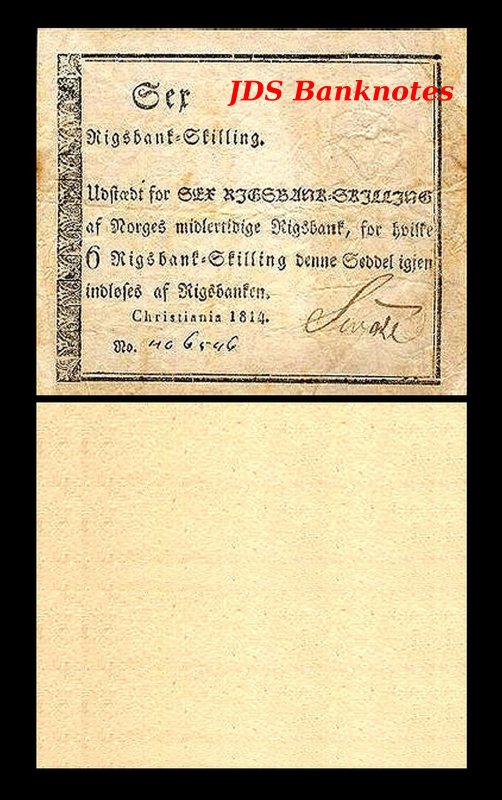 JDS Banknotes
Sex
Rigsbank-Skilling.
Udstædt for SEX RIGSBANK-SKILLING
af Norges midlertidige Rigsbank, for hvilke
6 Rigsbank-Skilling denne Seddel igjen
indløses af Rigsbanken.
Christiania 1814.
No. 406546